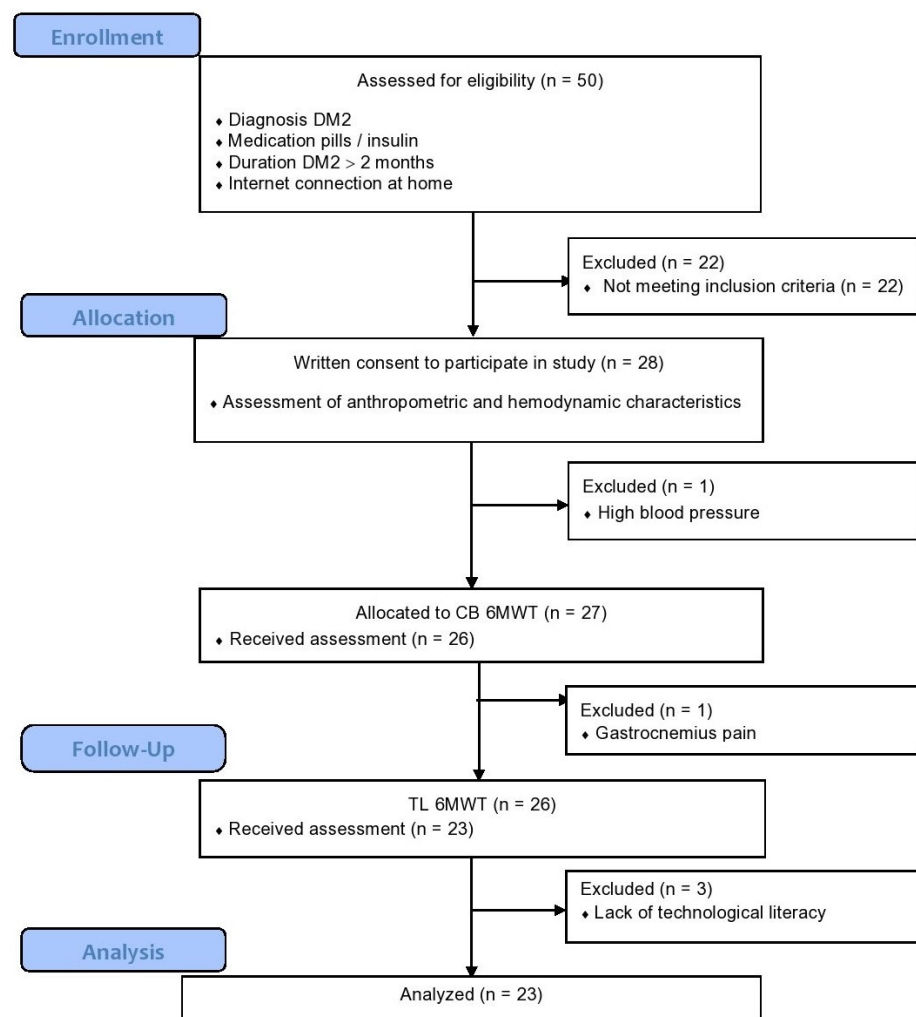 Enrollment
Assessed for eligibility (n = 50)
♦ Diagnosis DM2
♦ Medication pills / insulin
♦ Duration DM2 > 2 months
♦ Internet connection at home
Excluded (n = 22)
♦ Not meeting inclusion criteria (n = 22)
Allocation
Written consent to participate in study (n = 28)
♦ Assessment of anthropometric and hemodynamic characteristics
Excluded (n = 1)
♦ High blood pressure
Allocated to CB 6MWT (n = 27)
♦ Received assessment (n = 26)
Excluded (n = 1)
♦ Gastrocnemius pain
Follow-Up
TL 6MWT (n = 26)
♦ Received assessment (n = 23)
Excluded (n = 3)
♦ Lack of technological literacy
Analysis
Analyzed (n = 23)